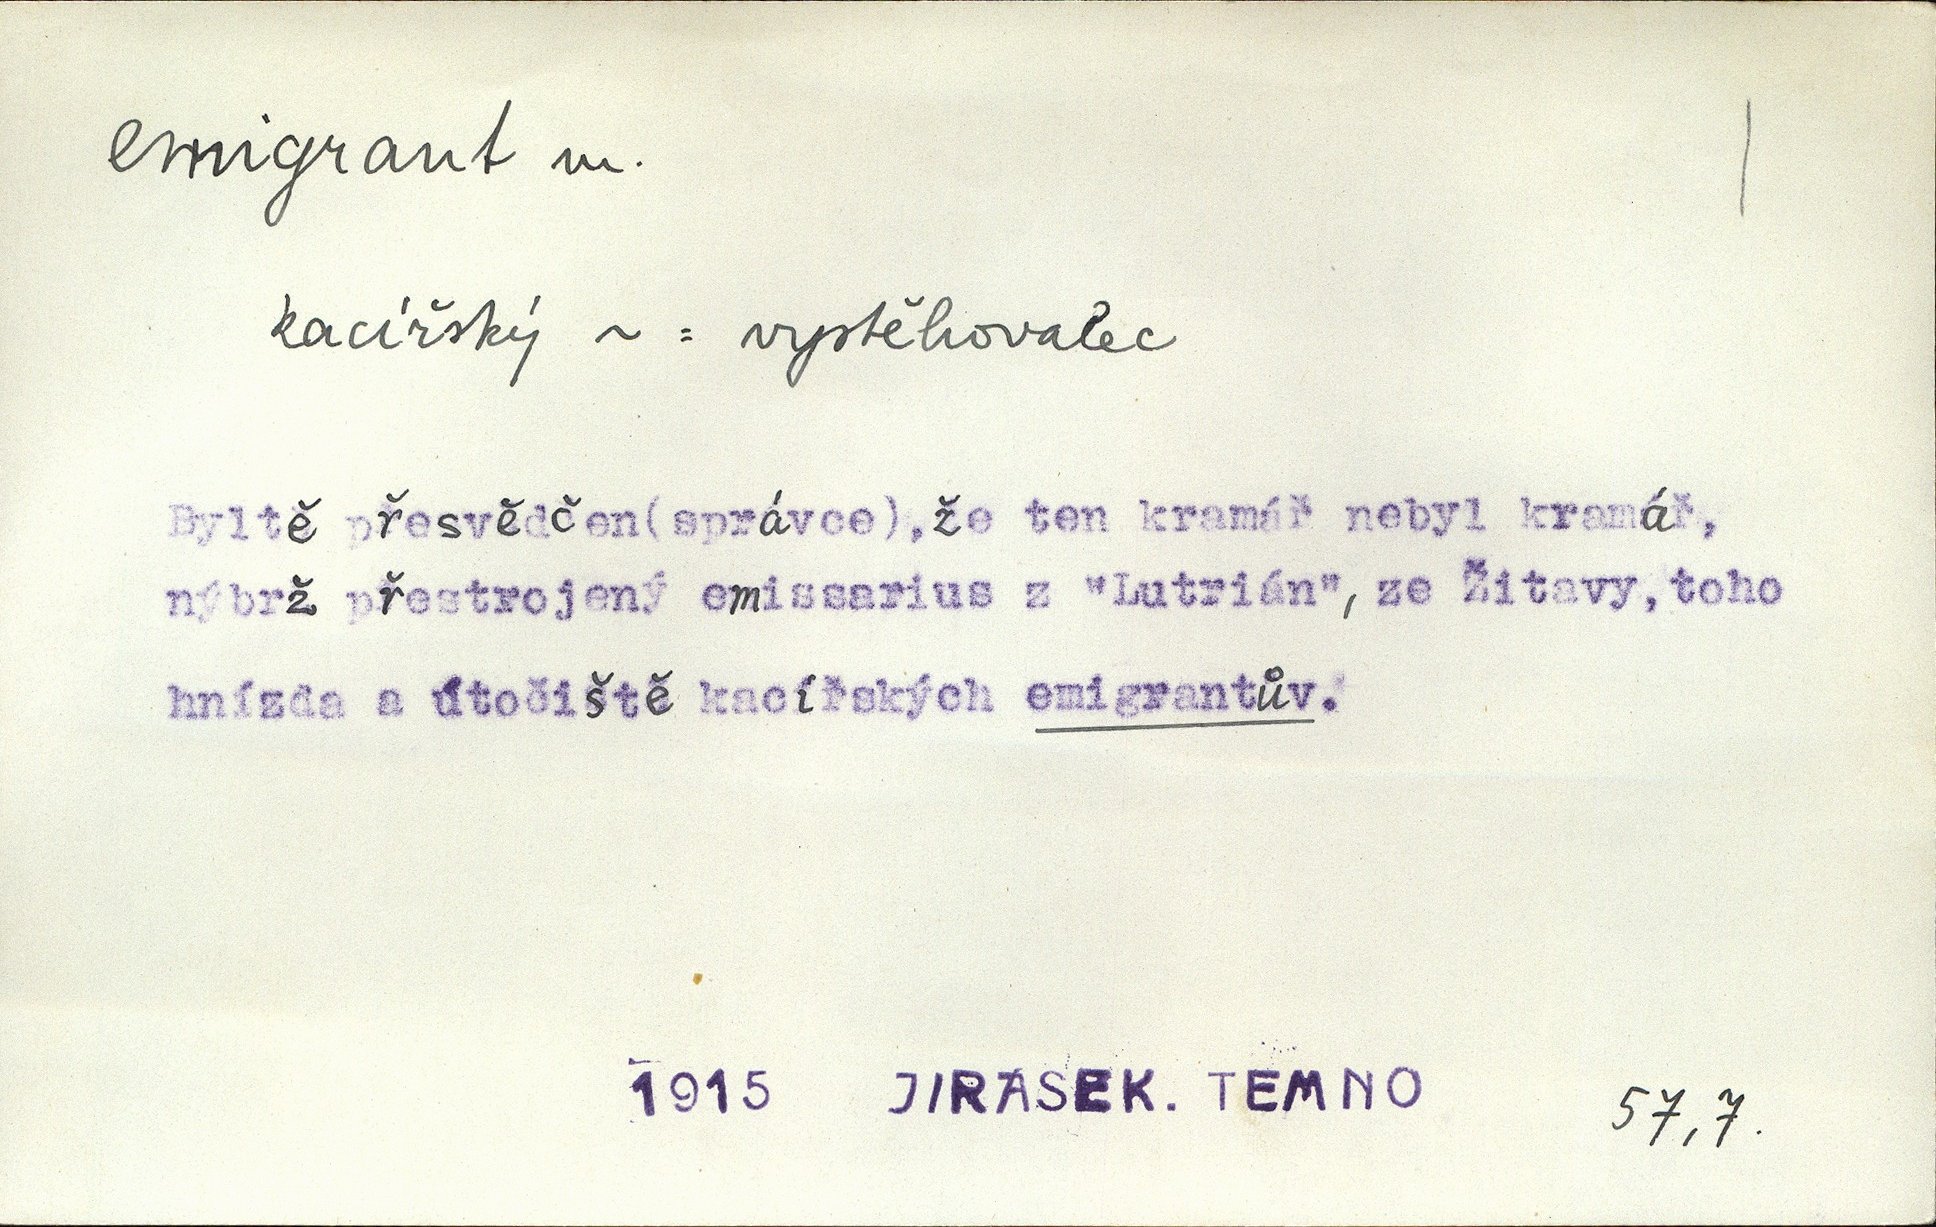 emigrant m.
kacířský ~ = vystěhovalec
Byltě přesvědčen(správce),že ten kramář nebyl kramář,
nýbrž přestrojený emissarius z "Lutrián", ze Žitavy,toho
hnízda a útočiště kacířských emigrantův.
1915 JIRÁSEK. TEMNO
57,7.